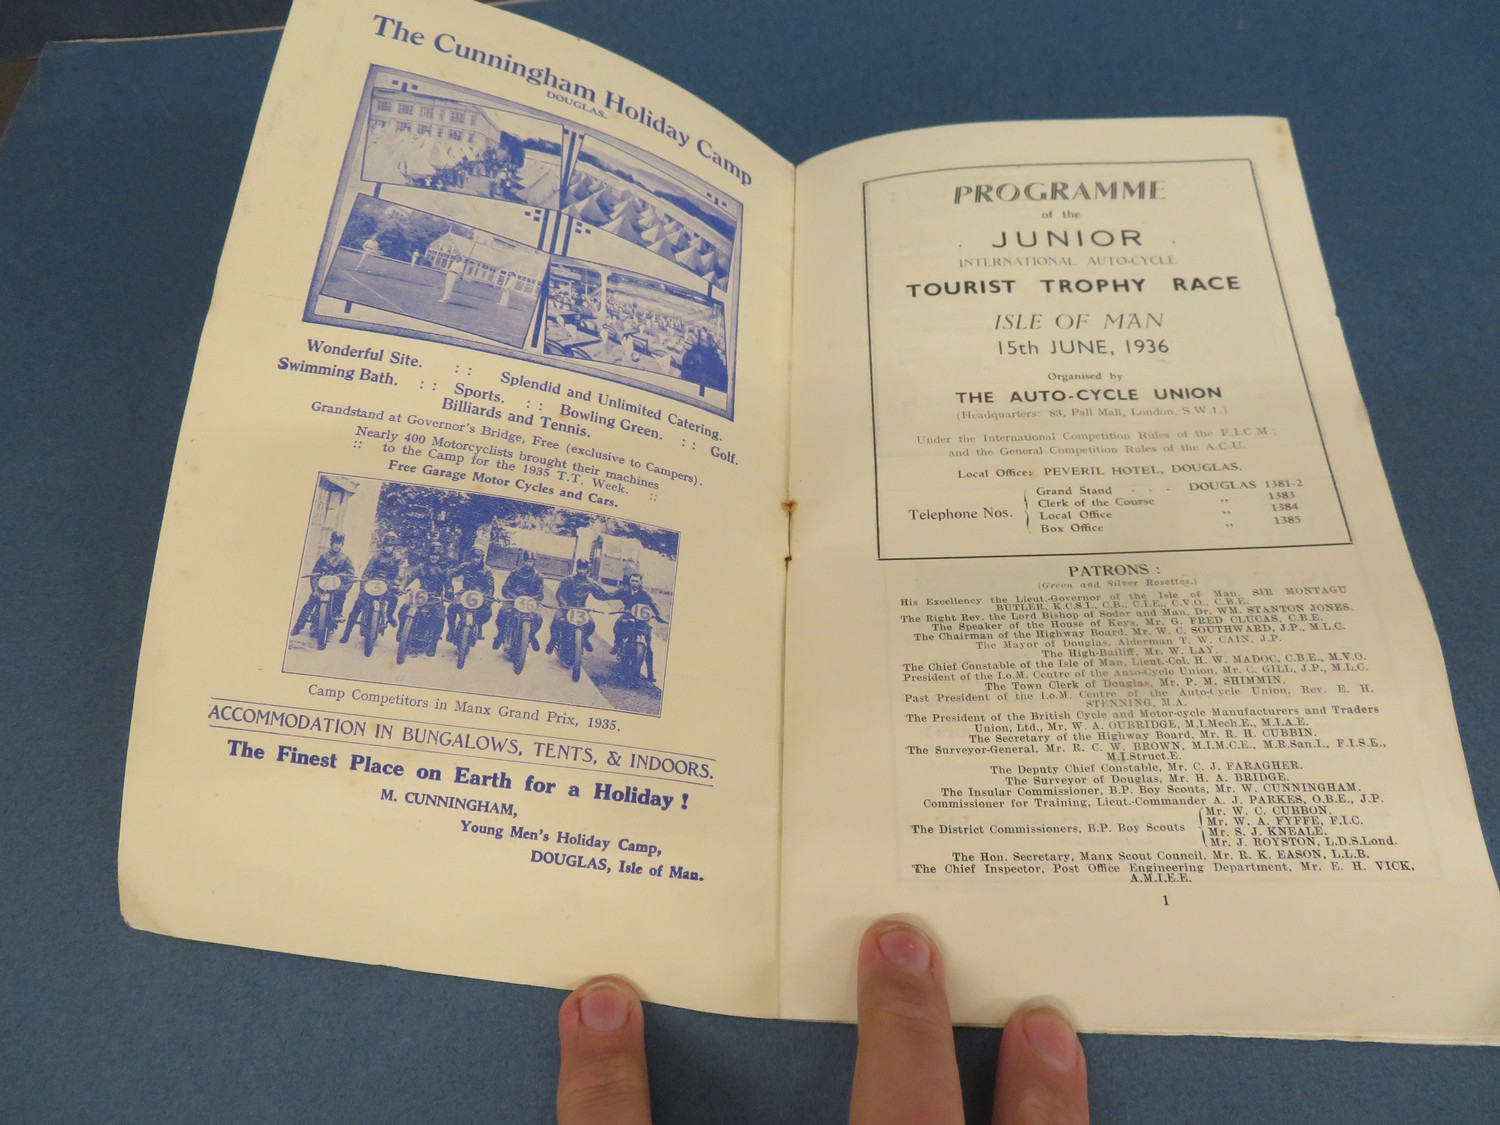 The Cunningham Holiday Camp
DOUGLAS.
Wonderful Site. : : Splendid and Unlimited Catering.
Swimming Bath. : : Sports. : : Bowling Green. : : Golf.
Billiards and Tennis.
Grandstand at Governor's Bridge, Free (exclusive to Campers).
Nearly 400 Motorcyclists brought their machines
:: to the Camp for the 1935 T.T. Week. ::
Free Garage Motor Cycles and Cars.
6
36
13
16
Camp Competitors in Manx Grand Prix, 1935.
ACCOMMODATION IN BUNGALOWS, TENTS, & INDOORS.
The Finest Place on Earth for a Holiday !
M. CUNNINGHAM,
Young Men's Holiday Camp,
DOUGLAS, Isle of Man.
PROGRAMME
of the
JUNIOR
INTERNATIONAL AUTO-CYCLE
TOURIST TROPHY RACE
ISLE OF MAN
15th JUNE, 1936
Organised by
THE AUTO-CYCLE UNION
(Headquarters: 83, Pall Mall, London, S.W.1.)
Under the International Competition Rules of the F.I.C.M.,
and the General Competition Rules of the A.C.U.
Local Office: PEVERIL HOTEL, DOUGLAS.
Telephone Nos.
Grand Stand - - - DOUGLAS 1381-2
Clerk of the Course „ 1383
Local Office „ 1384
Box Office „ 1385
PATRONS :
(Green and Silver Rosettes.)
His Excellency the Lieut.-Governor of the Isle of Man, SIR MONTAGU
BUTLER, K.C.S.I., C.B., C.I.E., C.V.O., C.B.E.
The Right Rev. the Lord Bishop of Sodor and Man, Dr. WM. STANTON JONES.
The Speaker of the House of Keys, Mr. G. FRED CLUCAS, C.B.E.
The Chairman of the Highway Board, Mr. W. C. SOUTHWARD, J.P., M.L.C.
The Mayor of Douglas, Alderman T. W. CAIN, J.P.
The High-Bailiff, Mr. W. LAY.
The Chief Constable of the Isle of Man, Lieut.-Col. H. W. MADOC, C.B.E., M.V.O.
President of the I.o.M. Centre of the Auto-Cycle Union, Mr. C. GILL, J.P., M.L.C.
The Town Clerk of Douglas, Mr. P. M. SHIMMIN.
Past President of the I.o.M. Centre of the Auto-Cycle Union, Rev. E. H.
STENNING, M.A.
The President of the British Cycle and Motor-cycle Manufacturers and Traders
Union, Ltd., Mr. W. A. OUBRIDGE, M.I.Mech.E., M.I.A.E.
The Secretary of the Highway Board, Mr. R. H. CUBBIN.
The Surveyor-General, Mr. R. C. W. BROWN, M.I.M.C.E., M.R.San.I., F.I.S.E.,
M.I.Struct.E.
The Deputy Chief Constable, Mr. C. J. FARAGHER.
The Surveyor of Douglas, Mr. H. A. BRIDGE.
The Insular Commissioner, B.P. Boy Scouts, Mr. W. CUNNINGHAM.
Commissioner for Training, Lieut.-Commander A. J. PARKES, O.B.E., J.P.
The District Commissioners, B.P. Boy Scouts
Mr. W. C. CUBBON.
Mr. W. A. FYFFE, F.I.C.
Mr. S. J. KNEALE.
Mr. J. ROYSTON, L.D.S.Lond.
The Hon. Secretary, Manx Scout Council, Mr. R. K. EASON, L.L.B.
The Chief Inspector, Post Office Engineering Department, Mr. E. H. VICK,
A.M.I.E.E.
1